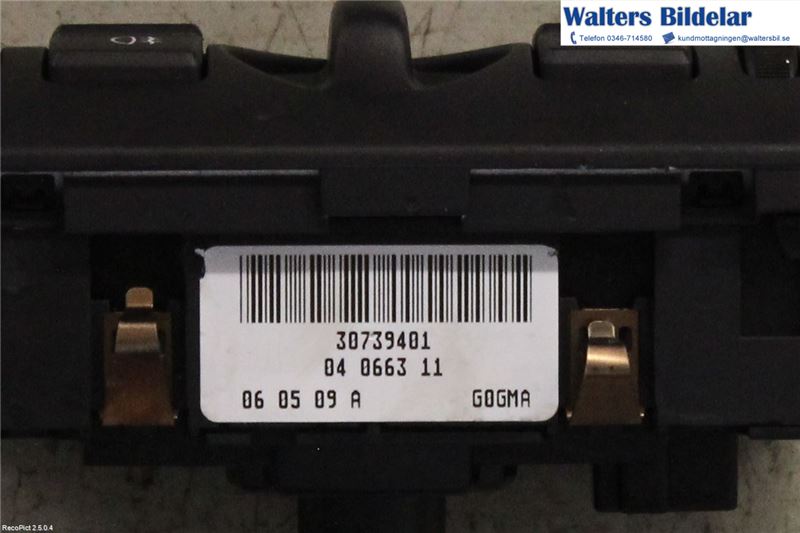 Walters Bildelar
Telefon 0346-714580 kundmottagningen@waltersbil.se
30739401
04 0663 11
06 05 09 A GOGMA
RecoPict 2.5.0.4